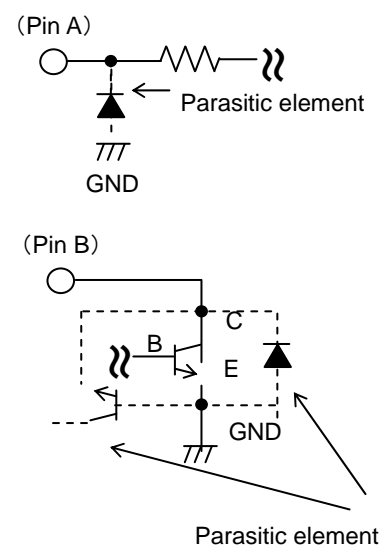 （Pin A）
Parasitic element
GND
（Pin B）
C
B
E
GND
Parasitic element